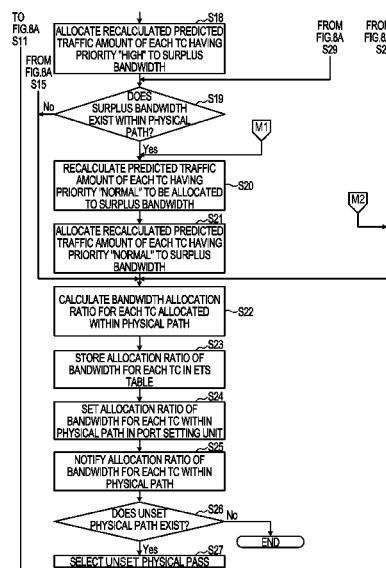 TO
FIG.8A
S11
FROM
FIG.8A
S15
S18
ALLOCATE RECALCULATED PREDICTED
TRAFFIC AMOUNT OF EACH TC HAVING
PRIORITY "HIGH" TO SURPLUS
BANDWIDTH
FROM
FIG.8A
S29
FROM
FIG.8A
S19
DOES
SURPLUS BANDWIDTH
EXIST WITHIN PHYSICAL
PATH?
No
Yes
M1
RECALCULATE PREDICTED TRAFFIC
AMOUNT OF EACH TC HAVING
PRIORITY "NORMAL" TO BE ALLOCATED
TO SURPLUS BANDWIDTH
S20
M2
S21
ALLOCATE RECALCULATED PREDICTED
TRAFFIC AMOUNT OF EACH TC HAVING
PRIORITY "NORMAL" TO SURPLUS
BANDWIDTH
CALCULATE BANDWIDTH ALLOCATION
RATIO FOR EACH TC ALLOCATED
WITHIN PHYSICAL PATH
S22
S23
STORE ALLOCATION RATIO OF
BANDWIDTH FOR EACH TC IN ETS
TABLE
S24
SET ALLOCATION RATIO OF
BANDWIDTH FOR EACH TC WITHIN
PHYSICAL PATH IN PORT SETTING UNIT
S25
NOTIFY ALLOCATION RATIO OF
BANDWIDTH FOR EACH TC WITHIN
PHYSICAL PATH
S26
DOES UNSET
PHYSICAL PATH EXIST?
No
END
Yes
S27
SELECT UNSET PHYSICAL PASS